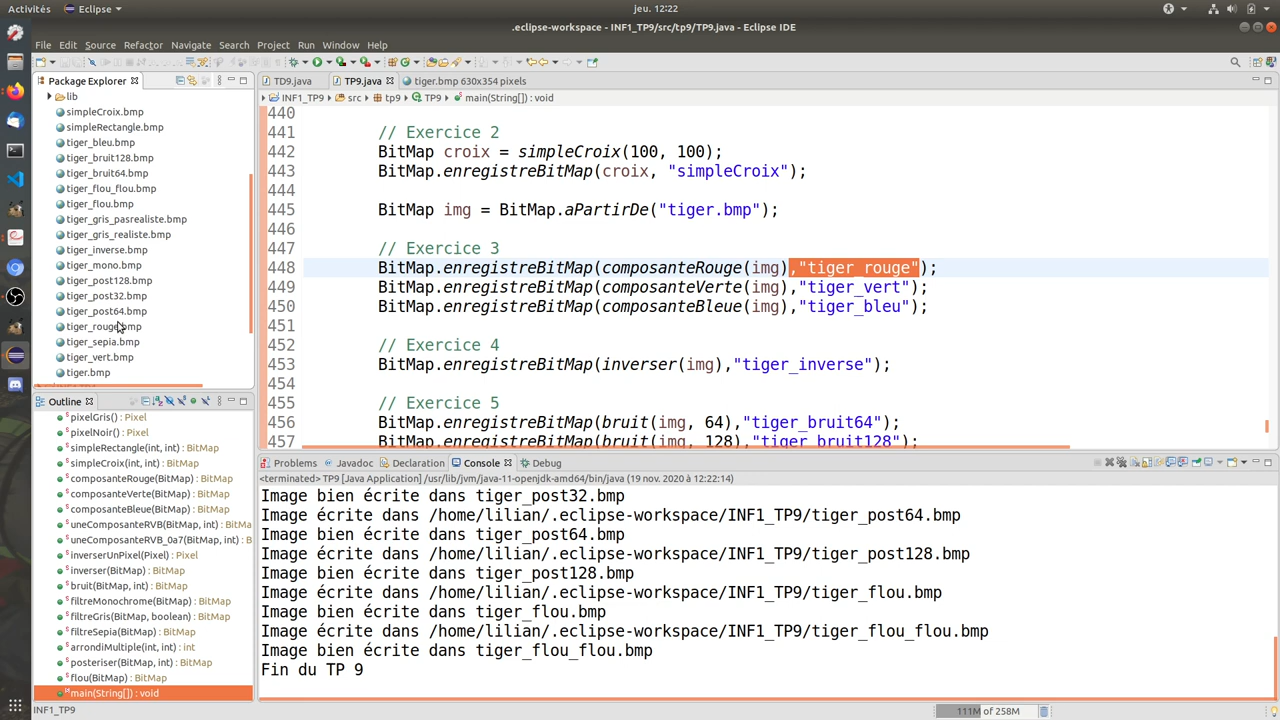 Activités
Eclipse
jeu. 12:22
.eclipse-workspace - INF1_TP9/src/tp9/TP9.java - Eclipse IDE
File Edit Source Refactor Navigate Search Project Run Window Help
Package Explorer
lib
simpleCroix.bmp
simpleRectangle.bmp
tiger_bleu.bmp
tiger_bruit128.bmp
tiger_bruit64.bmp
tiger_flou_flou.bmp
tiger_flou.bmp
tiger_gris_pasrealiste.bmp
tiger_gris_realiste.bmp
tiger_inverse.bmp
tiger_mono.bmp
tiger_post128.bmp
tiger_post32.bmp
tiger_post64.bmp
tiger_rouge.bmp
tiger_sepia.bmp
tiger_vert.bmp
tiger.bmp
Outline
pixelGris() : Pixel
pixelNoir() : Pixel
simpleRectangle(int, int) : BitMap
simpleCroix(int, int) : BitMap
composanteRouge(BitMap) : BitMap
composanteVerte(BitMap) : BitMap
composanteBleue(BitMap) : BitMap
uneComposanteRVB(BitMap, int) : BitMa
uneComposanteRVB_0a7(BitMap, int) : B
inverserUnPixel(Pixel) : Pixel
inverser(BitMap) : BitMap
bruit(BitMap, int) : BitMap
filtreMonochrome(BitMap) : BitMap
filtreGris(BitMap, boolean) : BitMap
filtreSepia(BitMap) : BitMap
arrondiMultiple(int, int) : int
posteriser(BitMap, int) : BitMap
flou(BitMap) : BitMap
main(String[]) : void
TD9.java TP9.java tiger.bmp 630x354 pixels
INF1_TP9 src tp9 TP9 main(String[]) : void
440
441 // Exercice 2
442 BitMap croix = simpleCroix(100, 100);
443 BitMap.enregistreBitMap(croix, "simpleCroix");
444
445 BitMap img = BitMap.aPartirDe("tiger.bmp");
446
447 // Exercice 3
448 BitMap.enregistreBitMap(composanteRouge(img),"tiger_rouge");
449 BitMap.enregistreBitMap(composanteVerte(img),"tiger_vert");
450 BitMap.enregistreBitMap(composanteBleue(img),"tiger_bleu");
451
452 // Exercice 4
453 BitMap.enregistreBitMap(inverser(img),"tiger_inverse");
454
455 // Exercice 5
456 BitMap.enregistreBitMap(bruit(img, 64),"tiger_bruit64");
457 BitMap.enregistreBitMap(bruit(img, 128),"tiger_bruit128");
Problems Javadoc Declaration Console Debug
<terminated> TP9 [Java Application] /usr/lib/jvm/java-11-openjdk-amd64/bin/java (19 nov. 2020 à 12:22:14)
Image bien écrite dans tiger_post32.bmp
Image écrite dans /home/lilian/.eclipse-workspace/INF1_TP9/tiger_post64.bmp
Image bien écrite dans tiger_post64.bmp
Image écrite dans /home/lilian/.eclipse-workspace/INF1_TP9/tiger_post128.bmp
Image bien écrite dans tiger_post128.bmp
Image écrite dans /home/lilian/.eclipse-workspace/INF1_TP9/tiger_flou.bmp
Image bien écrite dans tiger_flou.bmp
Image écrite dans /home/lilian/.eclipse-workspace/INF1_TP9/tiger_flou_flou.bmp
Image bien écrite dans tiger_flou_flou.bmp
Fin du TP 9
INF1_TP9
111M of 258M